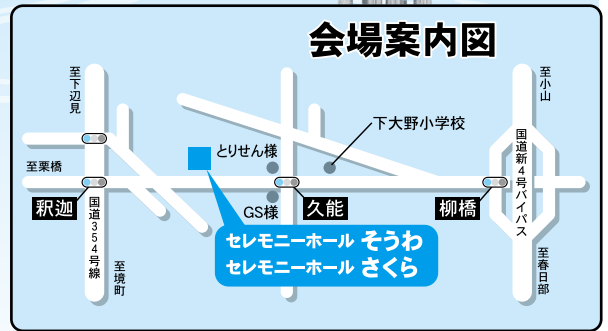 会場案内図
至下辺見
至小山
下大野小学校
とりせん様
至栗橋
国道新4号バイパス
釈迦
国道354号線
GS様
久能
柳橋
セレモニーホール そうわ
セレモニーホール さくら
至境町
至春日部